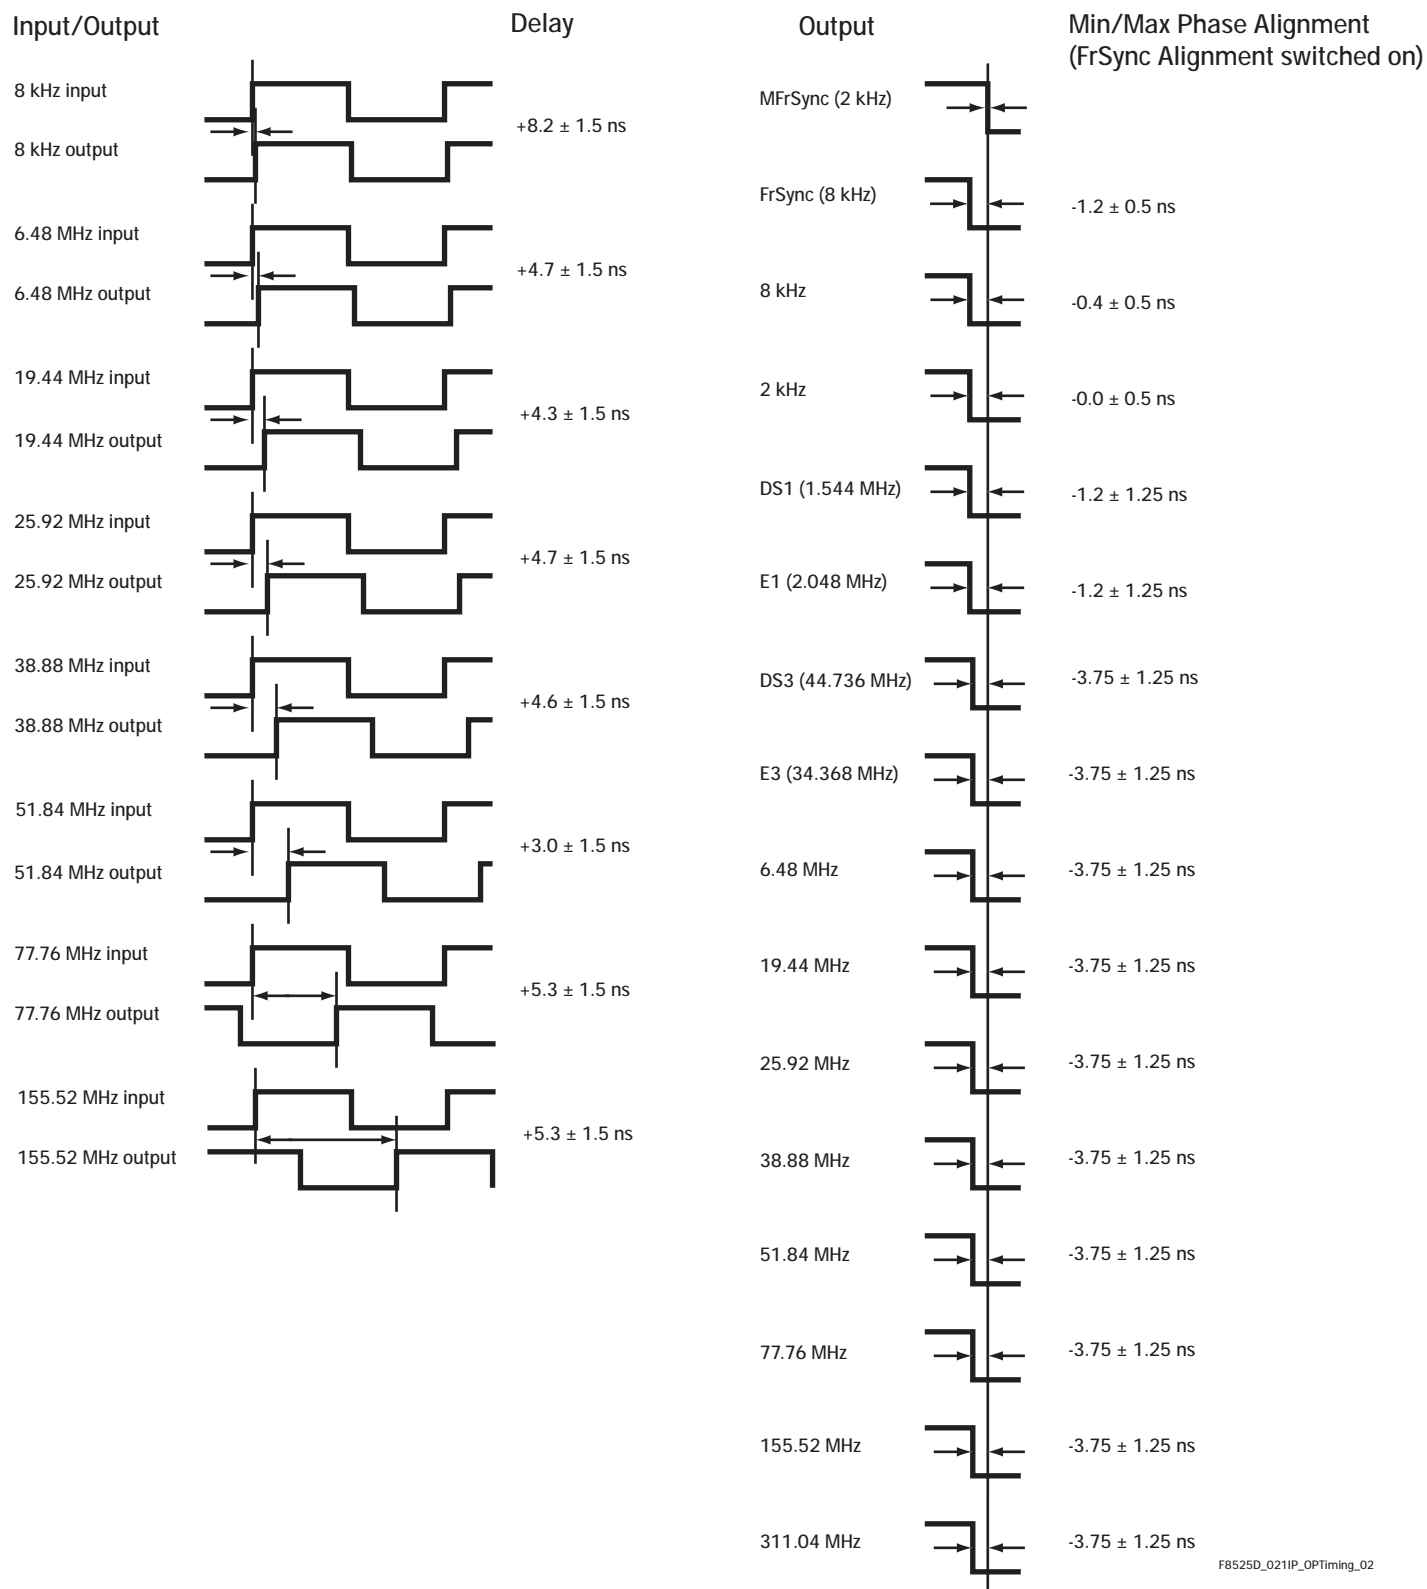 Input/Output
Delay
8 kHz input
8 kHz output
+8.2 ± 1.5 ns
6.48 MHz input
6.48 MHz output
+4.7 ± 1.5 ns
19.44 MHz input
19.44 MHz output
+4.3 ± 1.5 ns
25.92 MHz input
25.92 MHz output
+4.7 ± 1.5 ns
38.88 MHz input
38.88 MHz output
+4.6 ± 1.5 ns
51.84 MHz input
51.84 MHz output
+3.0 ± 1.5 ns
77.76 MHz input
77.76 MHz output
+5.3 ± 1.5 ns
155.52 MHz input
155.52 MHz output
+5.3 ± 1.5 ns
Output
Min/Max Phase Alignment
(FrSync Alignment switched on)
MFrSync (2 kHz)
FrSync (8 kHz)
-1.2 ± 0.5 ns
8 kHz
-0.4 ± 0.5 ns
2 kHz
-0.0 ± 0.5 ns
DS1 (1.544 MHz)
-1.2 ± 1.25 ns
E1 (2.048 MHz)
-1.2 ± 1.25 ns
DS3 (44.736 MHz)
-3.75 ± 1.25 ns
E3 (34.368 MHz)
-3.75 ± 1.25 ns
6.48 MHz
-3.75 ± 1.25 ns
19.44 MHz
-3.75 ± 1.25 ns
25.92 MHz
-3.75 ± 1.25 ns
38.88 MHz
-3.75 ± 1.25 ns
51.84 MHz
-3.75 ± 1.25 ns
77.76 MHz
-3.75 ± 1.25 ns
155.52 MHz
-3.75 ± 1.25 ns
311.04 MHz
-3.75 ± 1.25 ns
F8525D_021IP_OPTiming_02